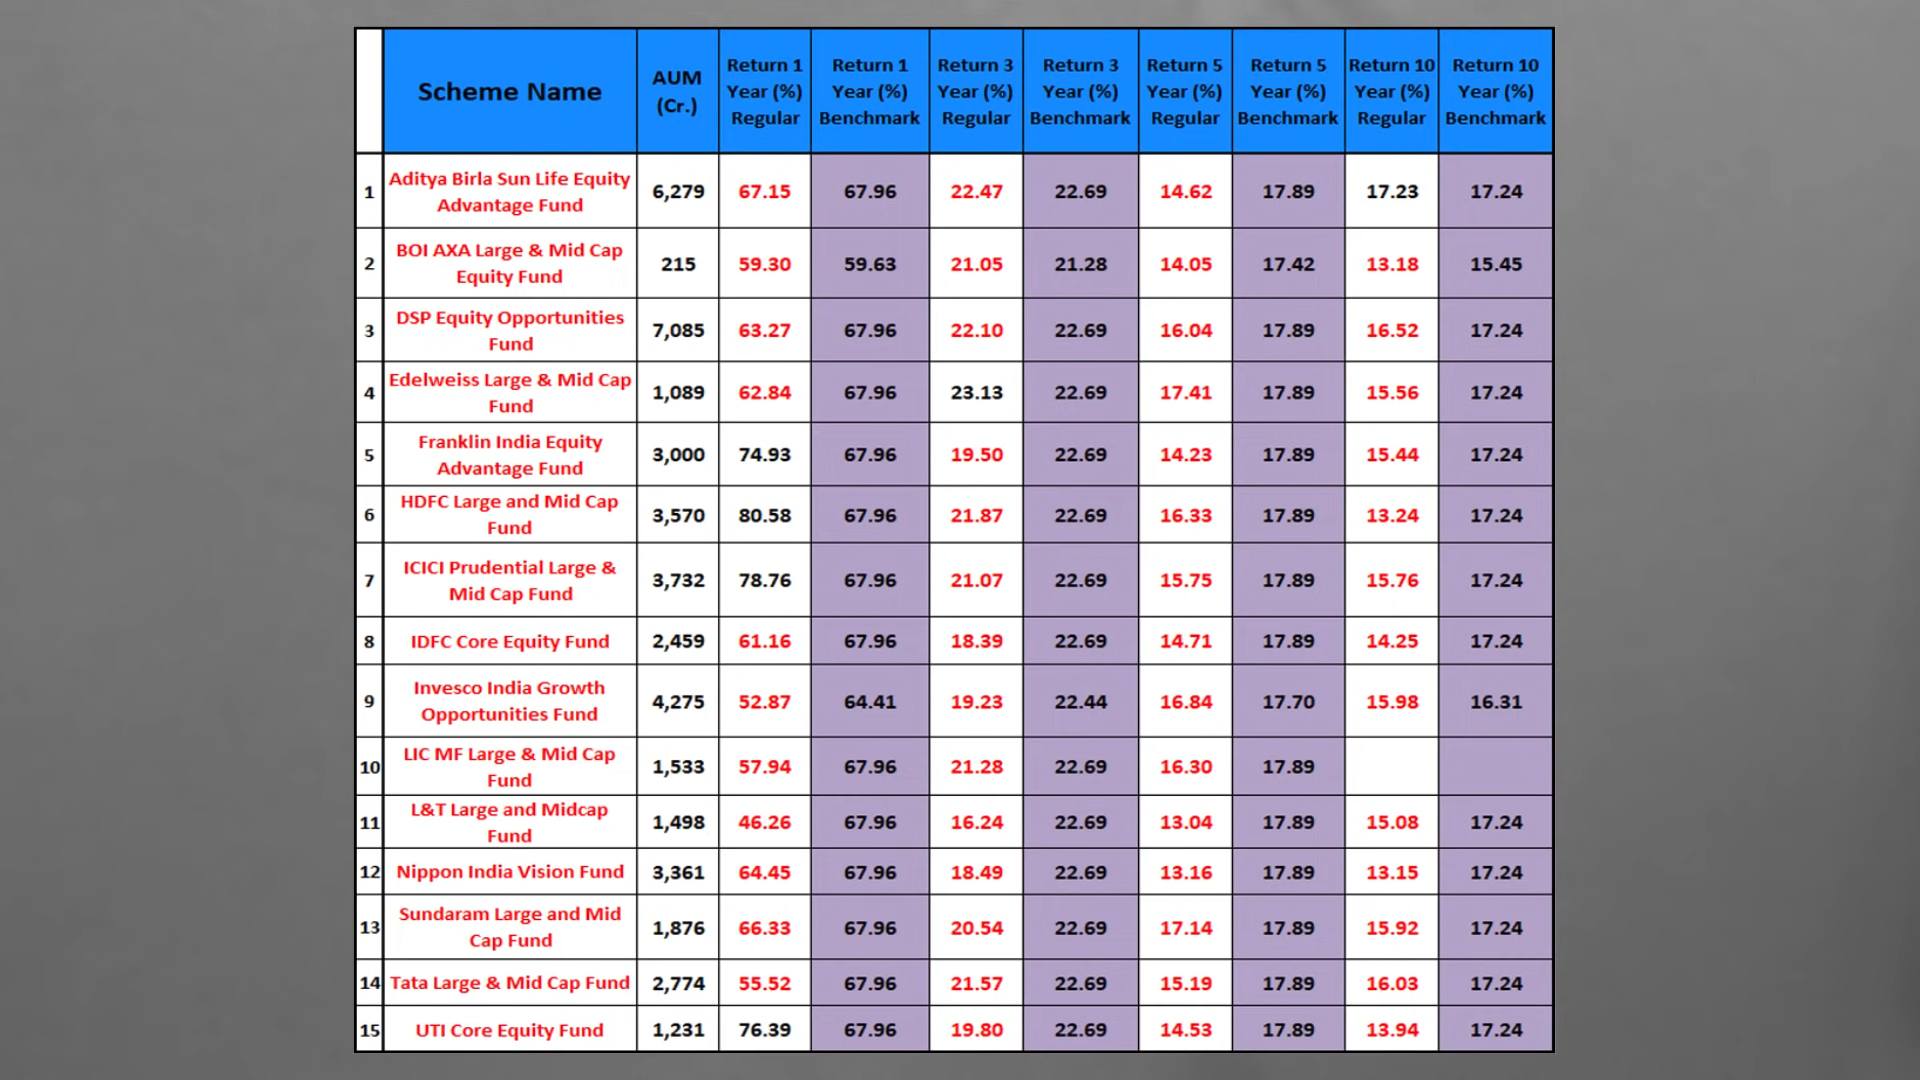 Scheme Name
AUM
(Cr.)
Return 1
Year (%)
Regular
Return 1
Year (%)
Benchmark
Return 3
Year (%)
Regular
Return 3
Year (%)
Benchmark
Return 5
Year (%)
Regular
Return 5
Year (%)
Benchmark
Return 10
Year (%)
Regular
Return 10
Year (%)
Benchmark
1
Aditya Birla Sun Life Equity
Advantage Fund
6,279 67.15 67.96 22.47 22.69 14.62 17.89 17.23 17.24
2
BOI AXA Large & Mid Cap
Equity Fund
215 59.30 59.63 21.05 21.28 14.05 17.42 13.18 15.45
3
DSP Equity Opportunities
Fund
7,085 63.27 67.96 22.10 22.69 16.04 17.89 16.52 17.24
4
Edelweiss Large & Mid Cap
Fund
1,089 62.84 67.96 23.13 22.69 17.41 17.89 15.56 17.24
5
Franklin India Equity
Advantage Fund
3,000 74.93 67.96 19.50 22.69 14.23 17.89 15.44 17.24
6
HDFC Large and Mid Cap
Fund
3,570 80.58 67.96 21.87 22.69 16.33 17.89 13.24 17.24
7
ICICI Prudential Large &
Mid Cap Fund
3,732 78.76 67.96 21.07 22.69 15.75 17.89 15.76 17.24
8 IDFC Core Equity Fund 2,459 61.16 67.96 18.39 22.69 14.71 17.89 14.25 17.24
9
Invesco India Growth
Opportunities Fund
4,275 52.87 64.41 19.23 22.44 16.84 17.70 15.98 16.31
10
LIC MF Large & Mid Cap
Fund
1,533 57.94 67.96 21.28 22.69 16.30 17.89
11
L&T Large and Midcap
Fund
1,498 46.26 67.96 16.24 22.69 13.04 17.89 15.08 17.24
12 Nippon India Vision Fund 3,361 64.45 67.96 18.49 22.69 13.16 17.89 13.15 17.24
13
Sundaram Large and Mid
Cap Fund
1,876 66.33 67.96 20.54 22.69 17.14 17.89 15.92 17.24
14 Tata Large & Mid Cap Fund 2,774 55.52 67.96 21.57 22.69 15.19 17.89 16.03 17.24
15 UTI Core Equity Fund 1,231 76.39 67.96 19.80 22.69 14.53 17.89 13.94 17.24